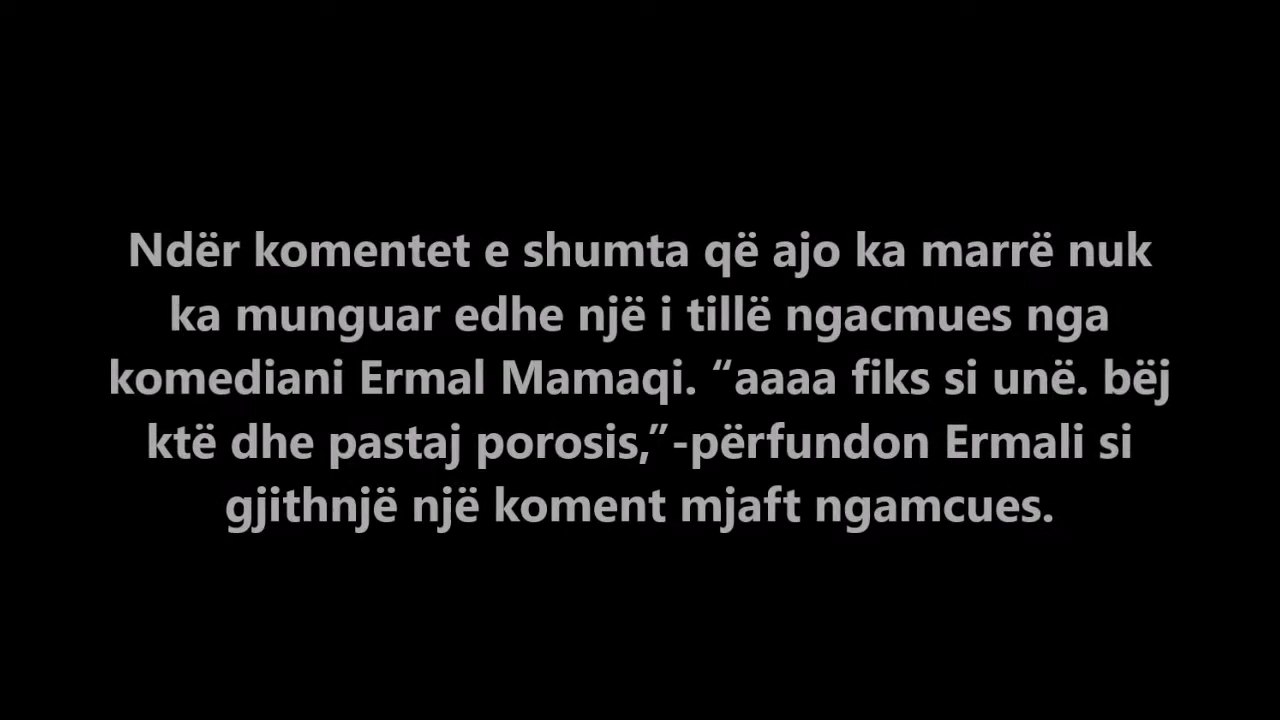 Ndër komentet e shumta që ajo ka marrë nuk
ka munguar edhe një i tillë ngacmues nga
komediani Ermal Mamaqi. “aaaa fiks si unë. bëj
ktë dhe pastaj porosis,”-përfundon Ermali si
gjithnjë një koment mjaft ngamcues.